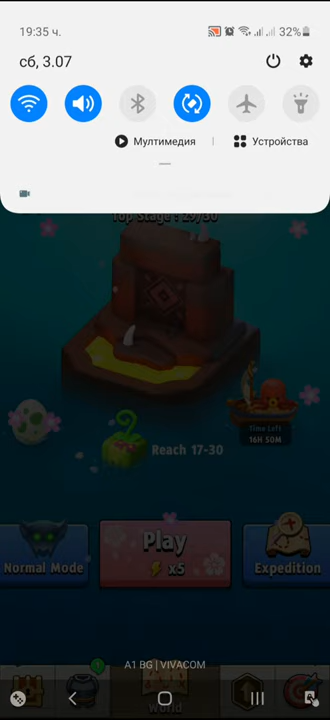 19:35 ч. 32%
сб, 3.07
Мултимедия | Устройства
Top Stage : 29/30
Reach 17-30
Time Left
16H 50M
Play
x5
Normal Mode
Expedition
1
A1 BG | VIVACOM
World